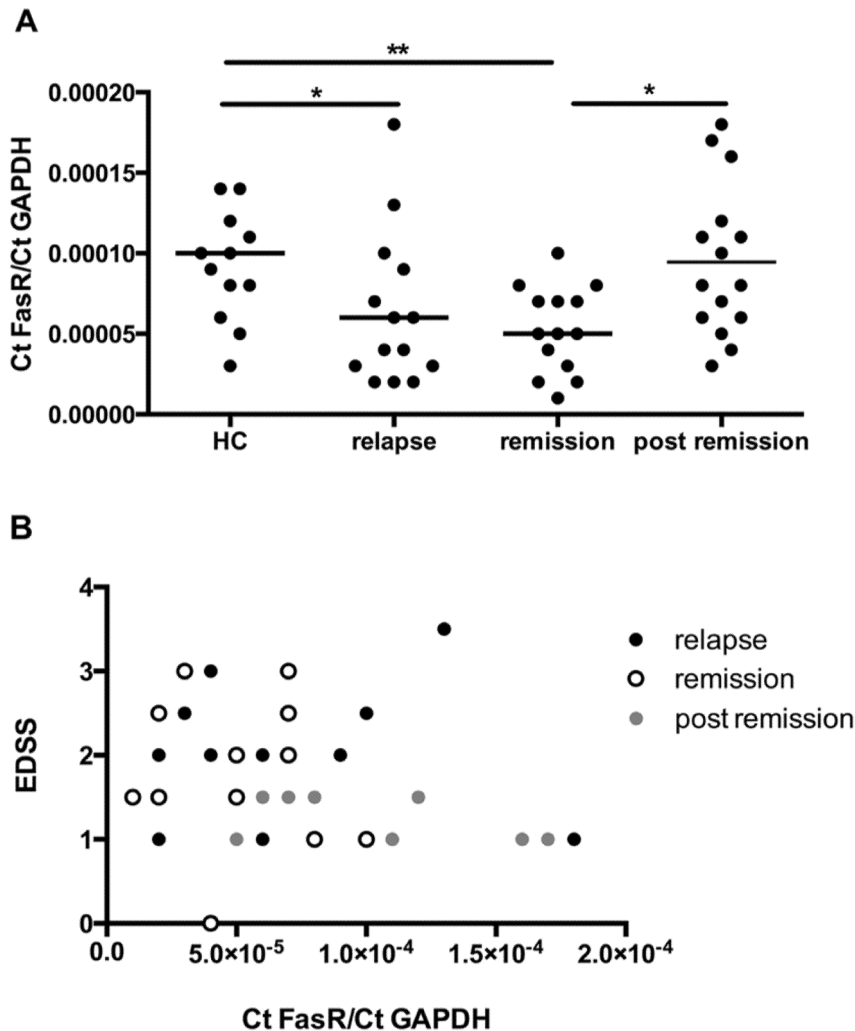 A
**
* *
0.00020
0.00015
0.00010
0.00005
0.00000
Ct FasR/Ct GAPDH
HC relapse remission post remission
B
4
3
2
1
0
EDSS
0.0 5.0×10⁻⁵ 1.0×10⁻⁴ 1.5×10⁻⁴ 2.0×10⁻⁴
Ct FasR/Ct GAPDH
relapse
remission
post remission